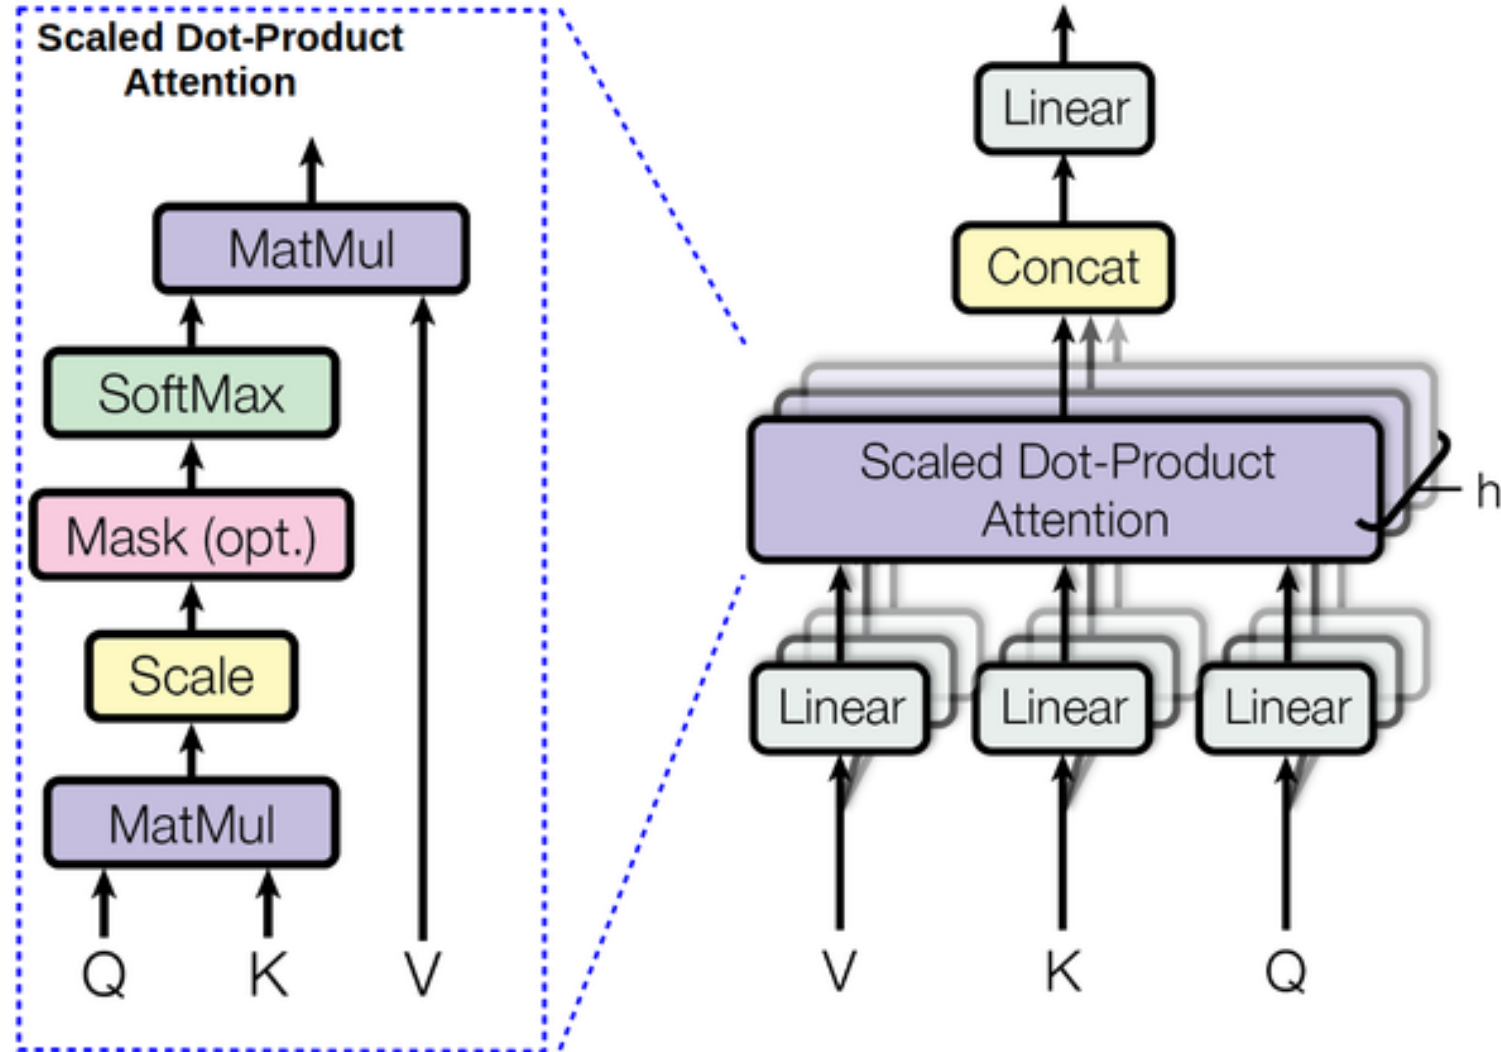 Scaled Dot-Product
Attention
MatMul
SoftMax
Mask (opt.)
Scale
MatMul
Q K V
Linear
Concat
Scaled Dot-Product
Attention
h
Linear Linear Linear
V K Q